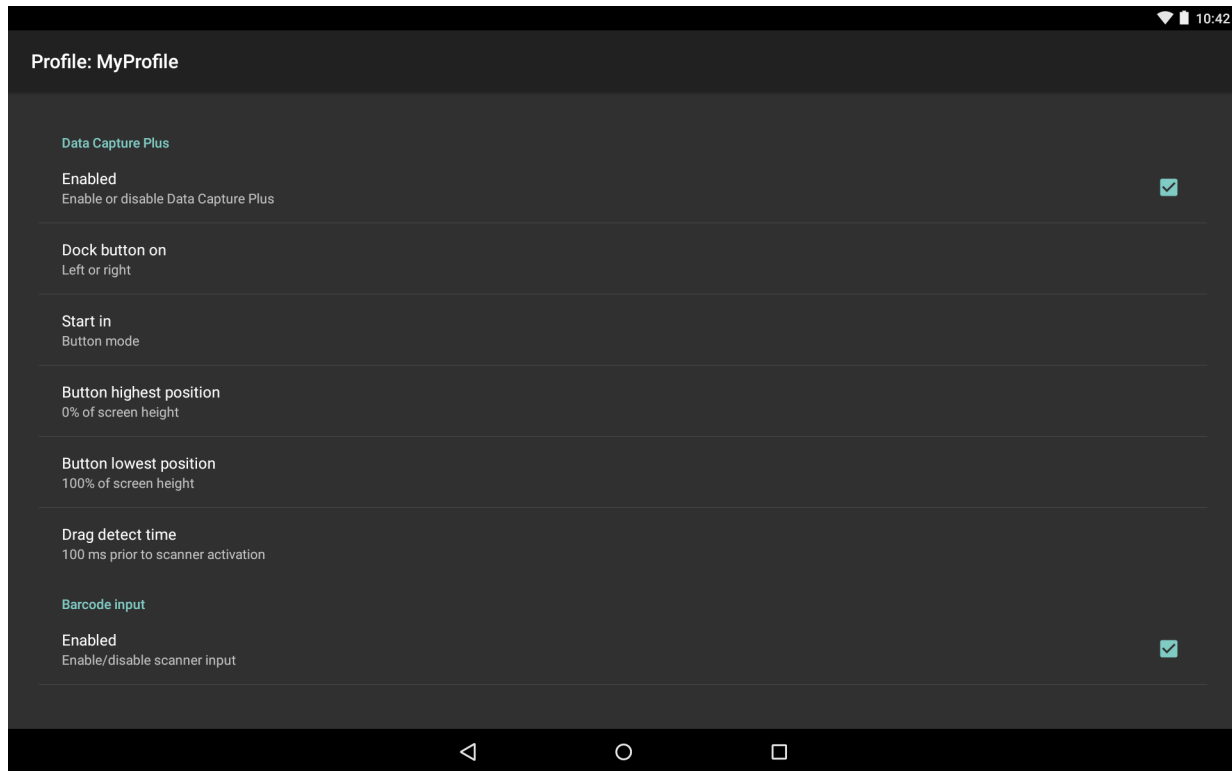 10:42
Profile: MyProfile
Data Capture Plus
Enabled
Enable or disable Data Capture Plus
Dock button on
Left or right
Start in
Button mode
Button highest position
0% of screen height
Button lowest position
100% of screen height
Drag detect time
100 ms prior to scanner activation
Barcode input
Enabled
Enable/disable scanner input